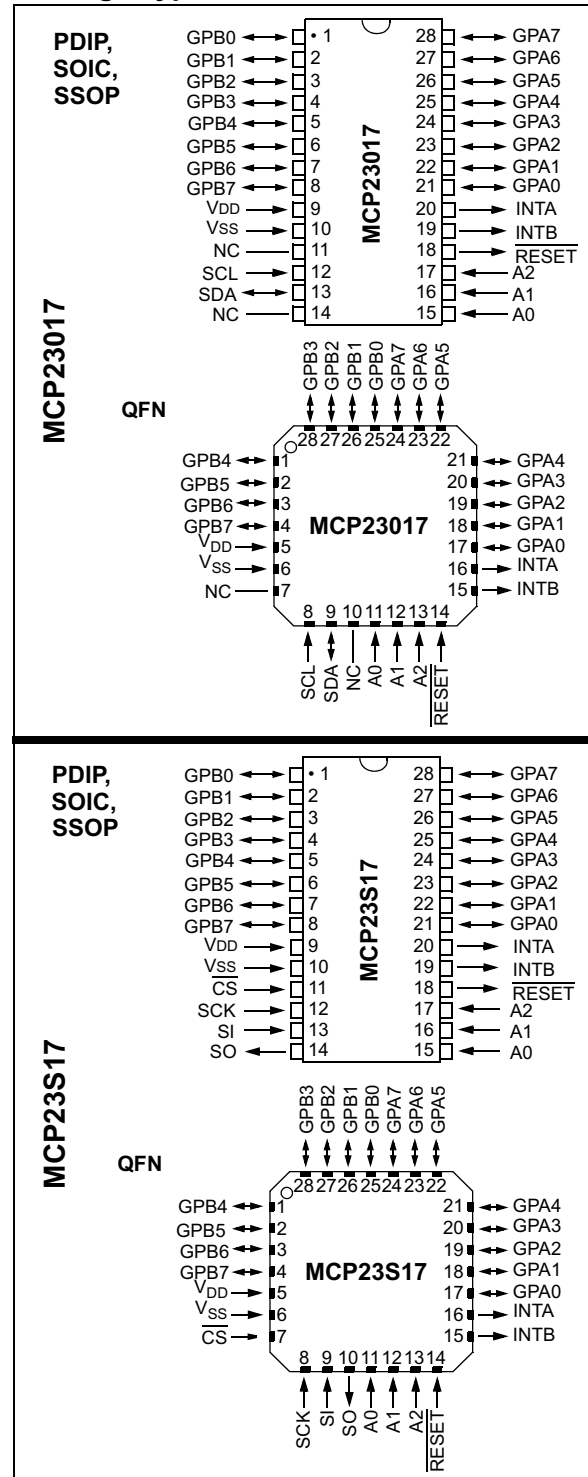 PDIP,
SOIC,
SSOP
GPB0 • 1 28 GPA7
GPB1 2 27 GPA6
GPB2 3 26 GPA5
GPB3 4 25 GPA4
GPB4 5 24 GPA3
GPB5 6 23 GPA2
GPB6 7 22 GPA1
GPB7 8 21 GPA0
VDD 9 20 INTA
VSS 10 19 INTB
NC 11 18 RESET
SCL 12 17 A2
SDA 13 16 A1
NC 14 15 A0
MCP23017
MCP23017
QFN
GPB3 GPB2 GPB1 GPB0 GPA7 GPA6 GPA5
28 27 26 25 24 23 22
GPB4 1 21 GPA4
GPB5 2 20 GPA3
GPB6 3 19 GPA2
GPB7 4 MCP23017 18 GPA1
VDD 5 17 GPA0
VSS 6 16 INTA
NC 7 15 INTB
8 9 10 11 12 13 14
SCL SDA NC A0 A1 A2 RESET
PDIP,
SOIC,
SSOP
GPB0 • 1 28 GPA7
GPB1 2 27 GPA6
GPB2 3 26 GPA5
GPB3 4 25 GPA4
GPB4 5 24 GPA3
GPB5 6 23 GPA2
GPB6 7 22 GPA1
GPB7 8 21 GPA0
VDD 9 20 INTA
VSS 10 19 INTB
CS 11 18 RESET
SCK 12 17 A2
SI 13 16 A1
SO 14 15 A0
MCP23S17
MCP23S17
QFN
GPB3 GPB2 GPB1 GPB0 GPA7 GPA6 GPA5
28 27 26 25 24 23 22
GPB4 1 21 GPA4
GPB5 2 20 GPA3
GPB6 3 19 GPA2
GPB7 4 MCP23S17 18 GPA1
VDD 5 17 GPA0
VSS 6 16 INTA
CS 7 15 INTB
8 9 10 11 12 13 14
SCK SI SO A0 A1 A2 RESET